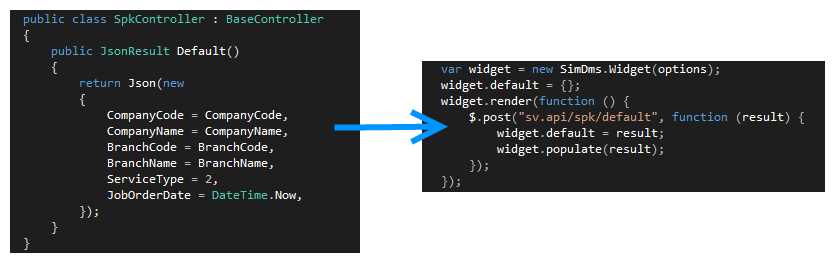 public class SpkController : BaseController
{
    public JsonResult Default()
    {
        return Json(new
        {
            CompanyCode = CompanyCode,
            CompanyName = CompanyName,
            BranchCode = BranchCode,
            BranchName = BranchName,
            ServiceType = 2,
            JobOrderDate = DateTime.Now,
        });
    }
}
var widget = new SimDms.Widget(options);
widget.default = {};
widget.render(function () {
    $.post("sv.api/spk/default", function (result) {
        widget.default = result;
        widget.populate(result);
    });
});